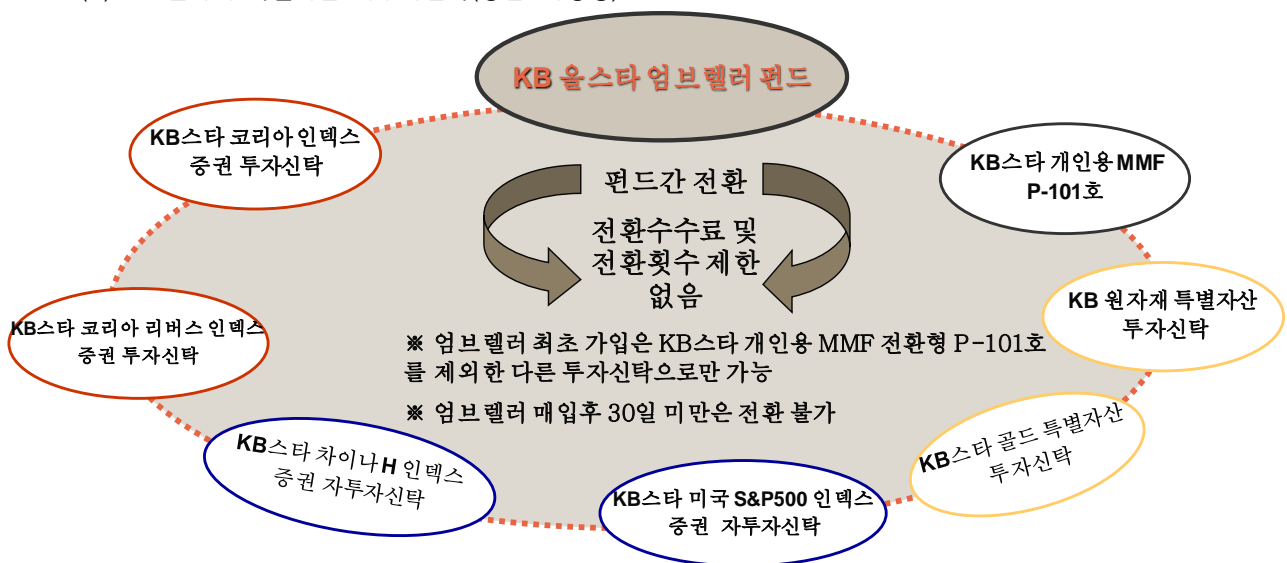 KB 올스타 엄브렐러 펀드
KB스타 코리아 인덱스
증권 투자신탁
KB스타 개인용 MMF
P-101호
펀드간 전환
전환수수료 및
전환횟수 제한
없음
KB 원자재 특별자산
투자신탁
KB스타 코리아 리버스 인덱스
증권 투자신탁
※ 엄브렐러 최초 가입은 KB스타 개인용 MMF 전환형 P-101호
를 제외한 다른 투자신탁으로만 가능
※ 엄브렐러 매입후 30일 미만은 전환 불가
KB스타 골드 특별자산
투자신탁
KB스타 차이나H 인덱스
증권 자투자신탁
KB스타 미국 S&P500 인덱스
증권 자투자신탁